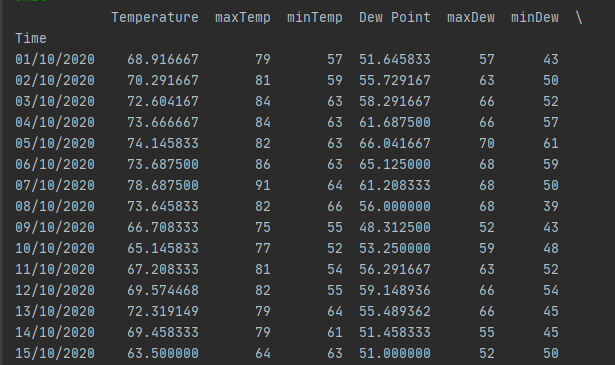 Temperature maxTemp minTemp Dew Point maxDew minDew \
Time
01/10/2020 68.916667 79 57 51.645833 57 43
02/10/2020 70.291667 81 59 55.729167 63 50
03/10/2020 72.604167 84 63 58.291667 66 52
04/10/2020 73.666667 84 63 61.687500 66 57
05/10/2020 74.145833 82 63 66.041667 70 61
06/10/2020 73.687500 86 63 65.125000 68 59
07/10/2020 78.687500 91 64 61.208333 68 50
08/10/2020 73.645833 82 66 56.000000 68 39
09/10/2020 66.708333 75 55 48.312500 52 43
10/10/2020 65.145833 77 52 53.250000 59 48
11/10/2020 67.208333 81 54 56.291667 63 52
12/10/2020 69.574468 82 55 59.148936 66 54
13/10/2020 72.319149 79 64 55.489362 66 45
14/10/2020 69.458333 79 61 51.458333 55 45
15/10/2020 63.500000 64 63 51.000000 52 50